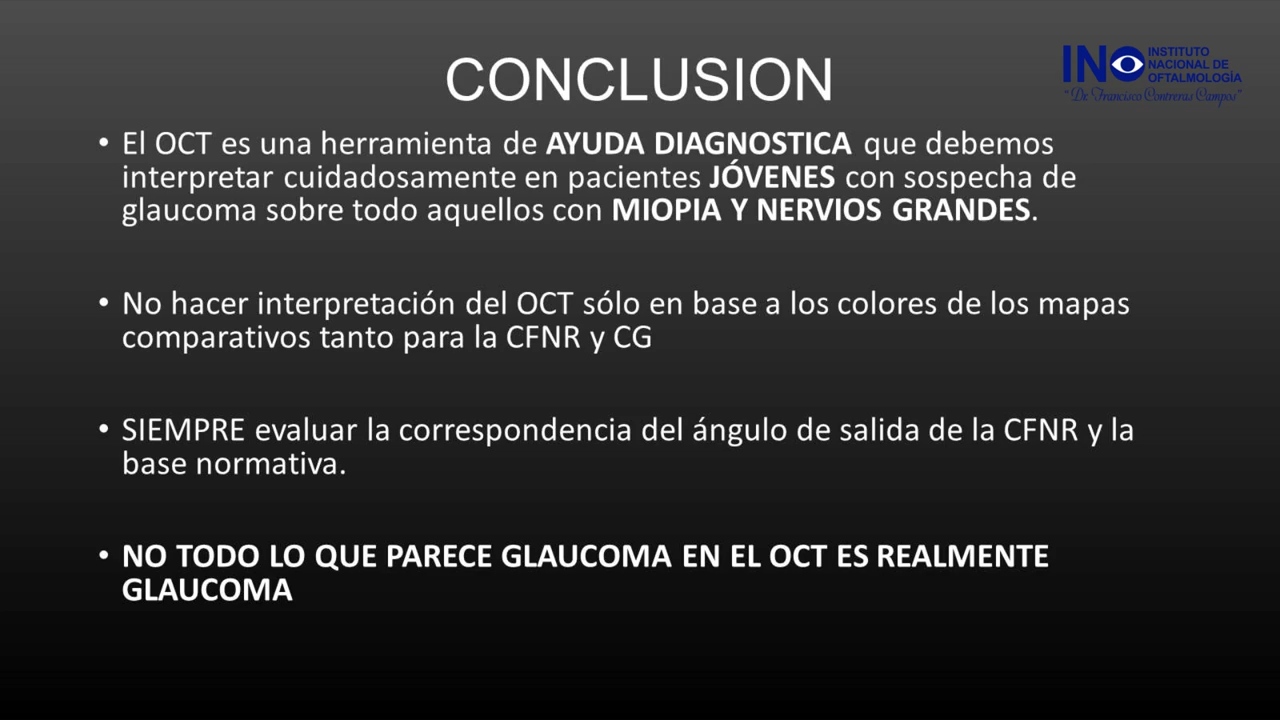 CONCLUSION
INO INSTITUTO
NACIONAL DE
OFTALMOLOGÍA
"Dr. Francisco Contreras Campos"
• El OCT es una herramienta de AYUDA DIAGNOSTICA que debemos
interpretar cuidadosamente en pacientes JÓVENES con sospecha de
glaucoma sobre todo aquellos con MIOPIA Y NERVIOS GRANDES.
• No hacer interpretación del OCT sólo en base a los colores de los mapas
comparativos tanto para la CFNR y CG
• SIEMPRE evaluar la correspondencia del ángulo de salida de la CFNR y la
base normativa.
• NO TODO LO QUE PARECE GLAUCOMA EN EL OCT ES REALMENTE
GLAUCOMA